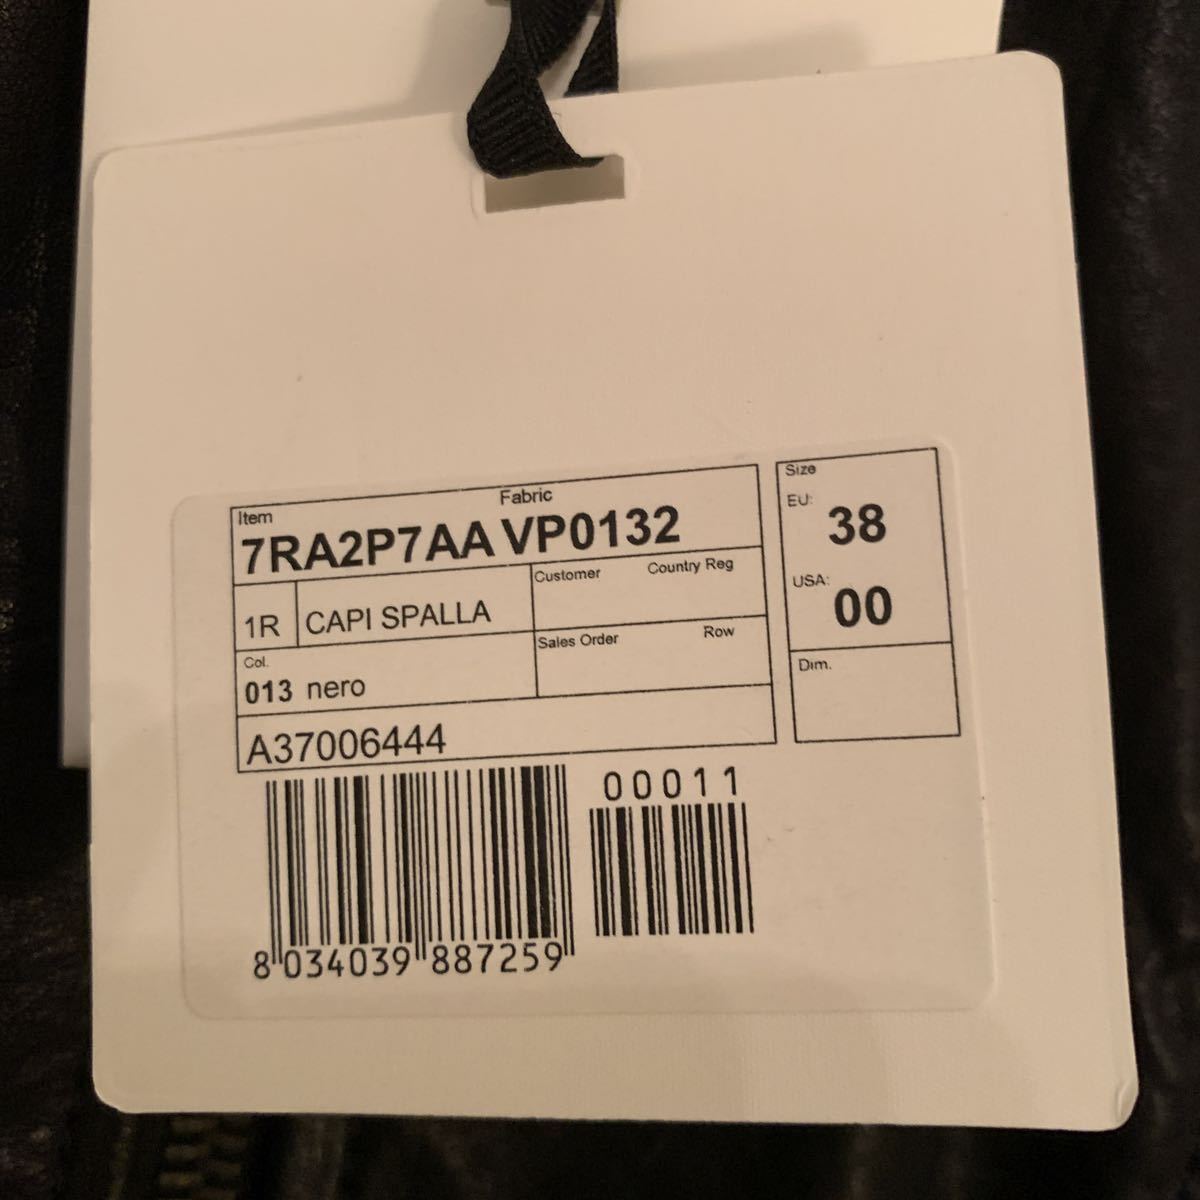 Item Fabric
7RA2P7AA VP0132
1R CAPI SPALLA
Customer Country Reg
Col.
013 nero
Sales Order Row
A37006444
Size
EU:
38
USA:
00
Dim.
00011
8 034039 887259